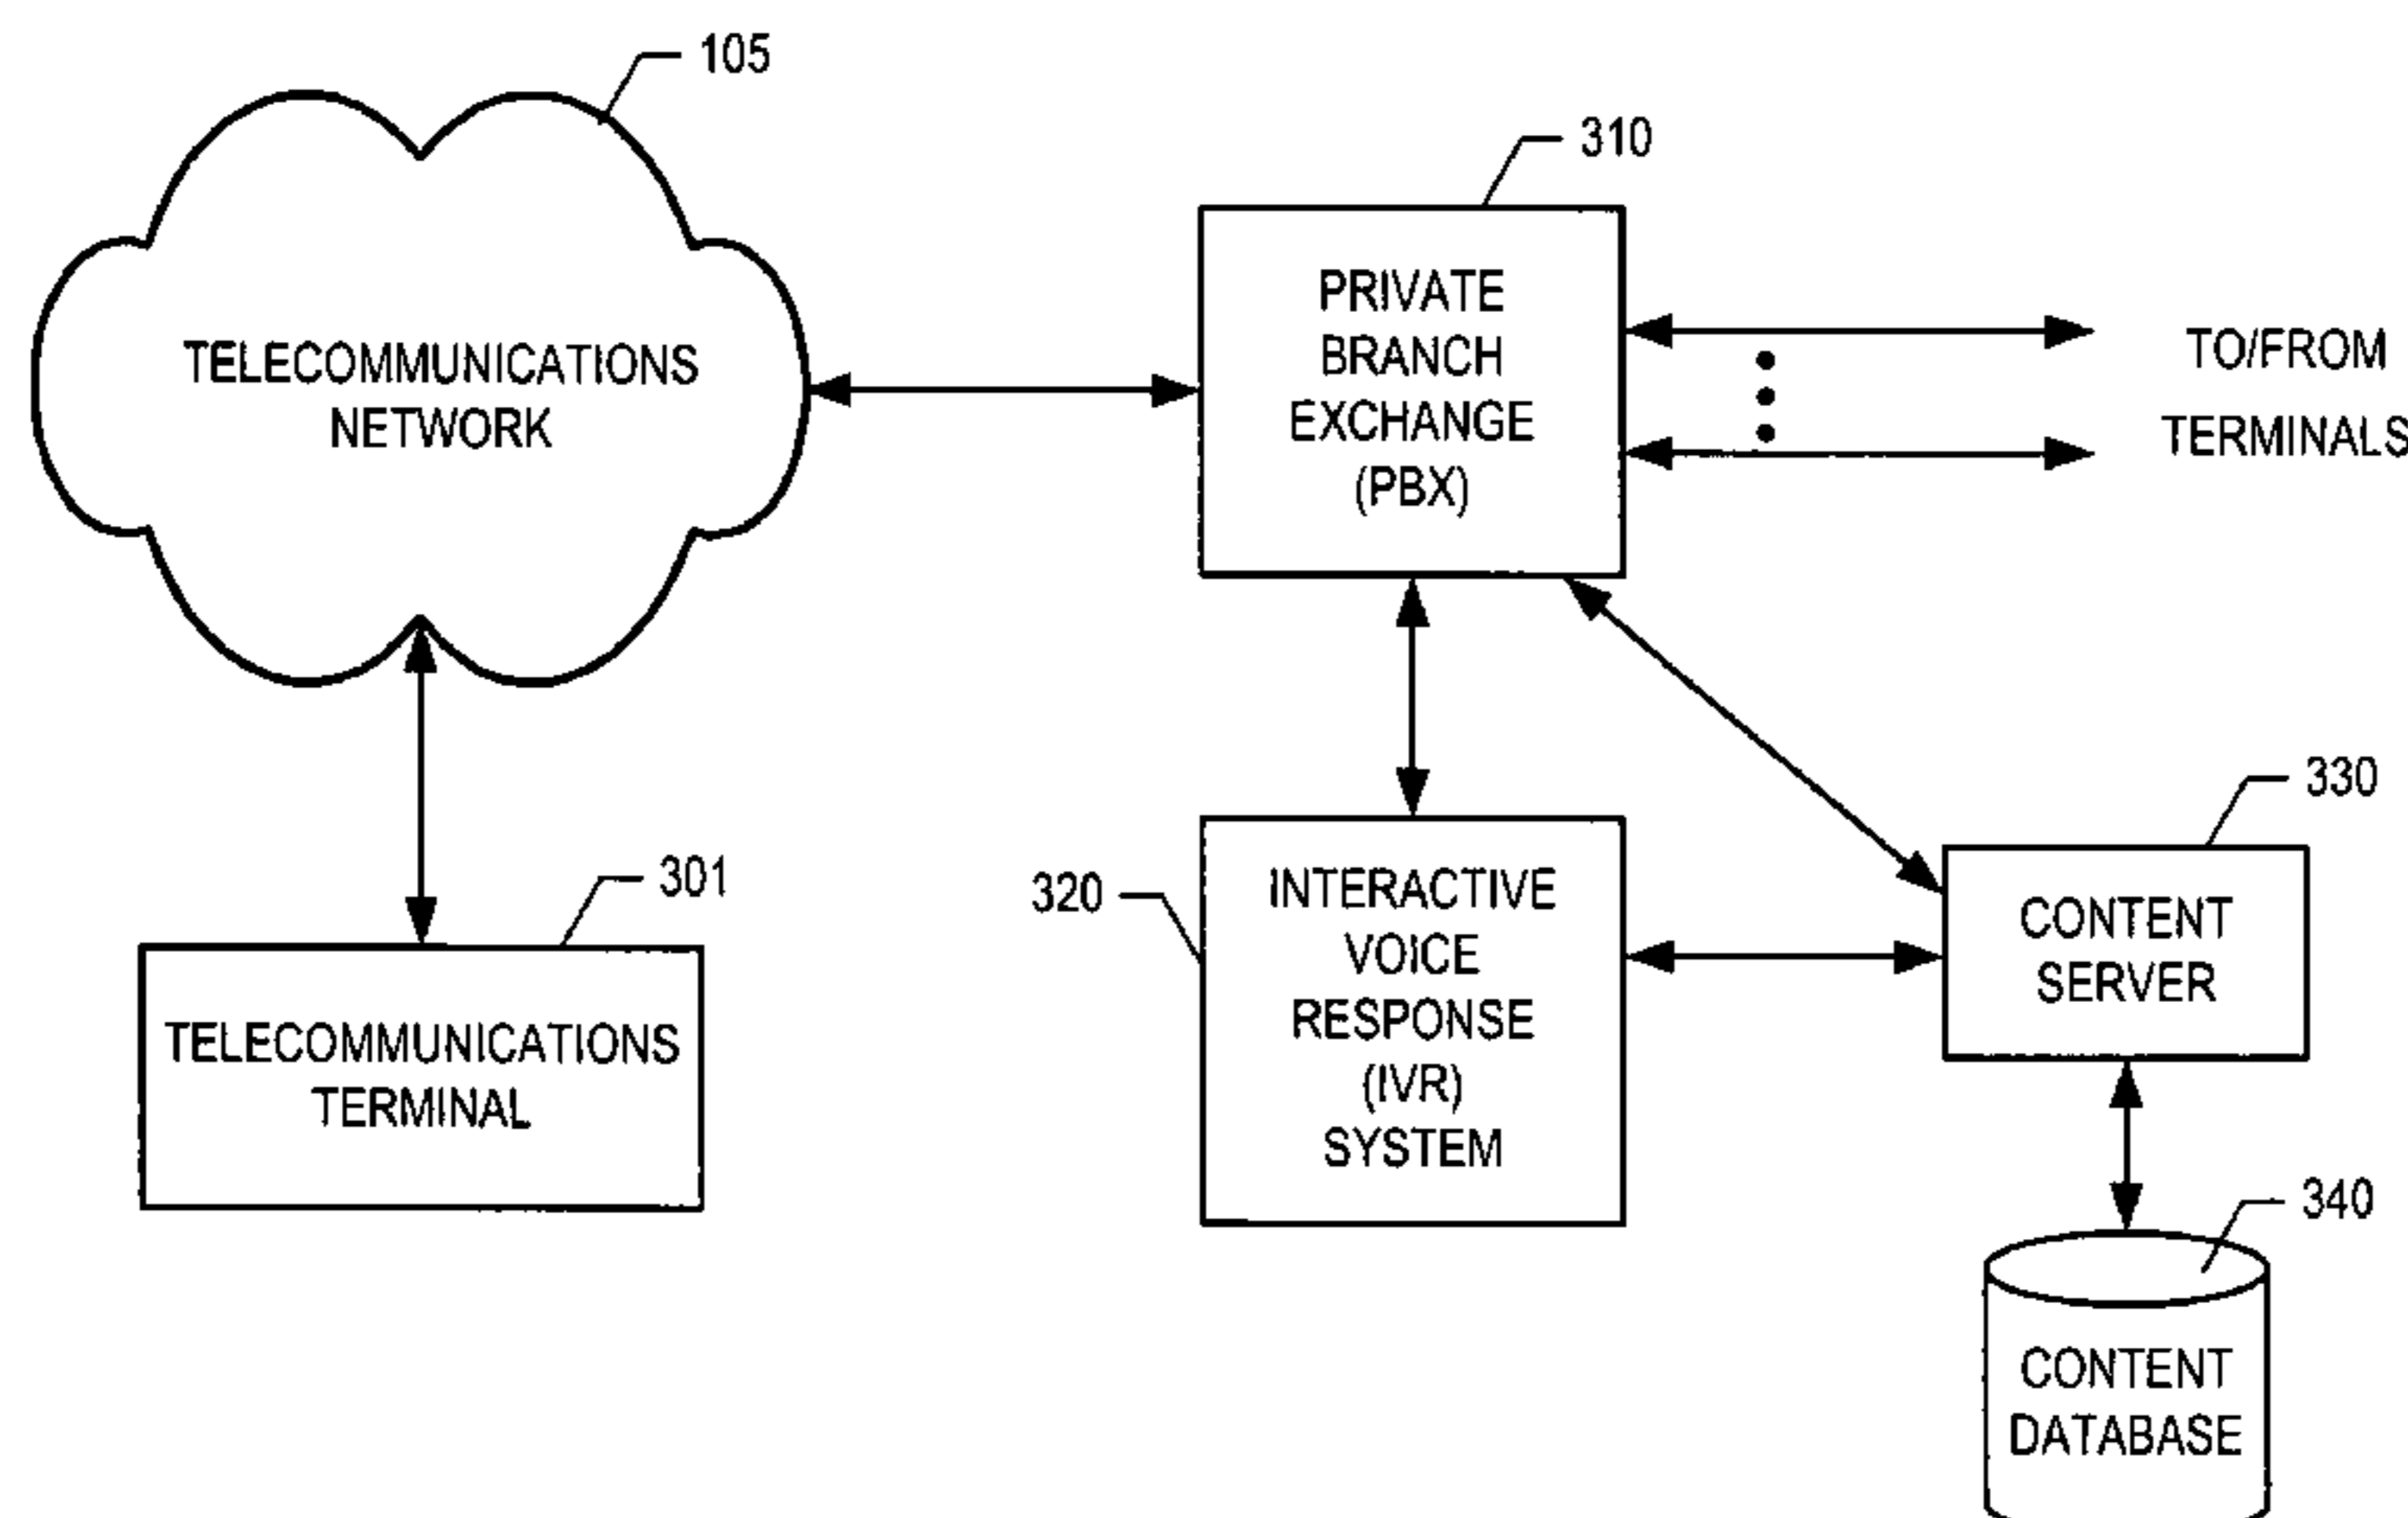 105
TELECOMMUNICATIONS
NETWORK
310
PRIVATE
BRANCH
EXCHANGE
(PBX)
TO/FROM
TERMINALS
301
TELECOMMUNICATIONS
TERMINAL
320
INTERACTIVE
VOICE
RESPONSE
(IVR)
SYSTEM
330
CONTENT
SERVER
340
CONTENT
DATABASE